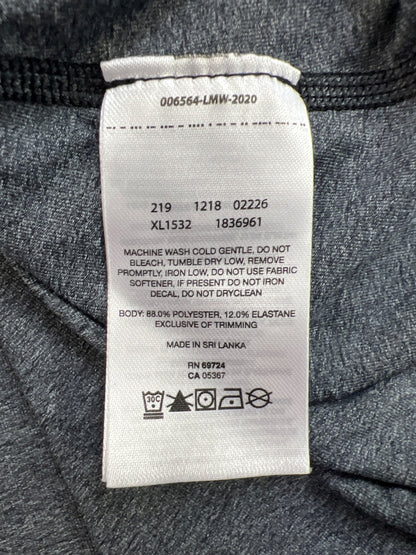 006564-LMW-2020
219 1218 02226
XL1532 1836961
MACHINE WASH COLD GENTLE, DO NOT
BLEACH, TUMBLE DRY LOW, REMOVE
PROMPTLY, IRON LOW, DO NOT USE FABRIC
SOFTENER, IF PRESENT DO NOT IRON
DECAL, DO NOT DRYCLEAN
BODY: 88.0% POLYESTER, 12.0% ELASTANE
EXCLUSIVE OF TRIMMING
MADE IN SRI LANKA
RN 69724
CA 05367
30C